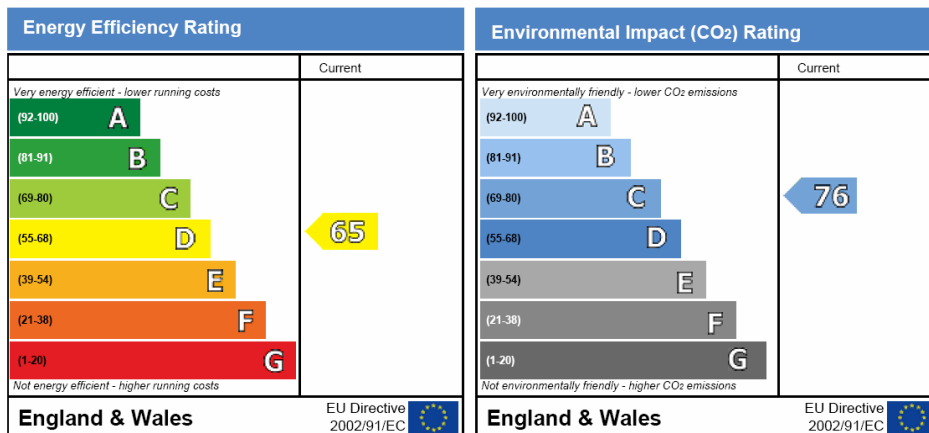 Energy Efficiency Rating
Current
Very energy efficient - lower running costs
(92-100) A
(81-91) B
(69-80) C
(55-68) D
65
(39-54) E
(21-38) F
(1-20) G
Not energy efficient - higher running costs
England & Wales
EU Directive
2002/91/EC
Environmental Impact (CO₂) Rating
Current
Very environmentally friendly - lower CO₂ emissions
(92-100) A
(81-91) B
(69-80) C
76
(55-68) D
(39-54) E
(21-38) F
(1-20) G
Not environmentally friendly - higher CO₂ emissions
England & Wales
EU Directive
2002/91/EC